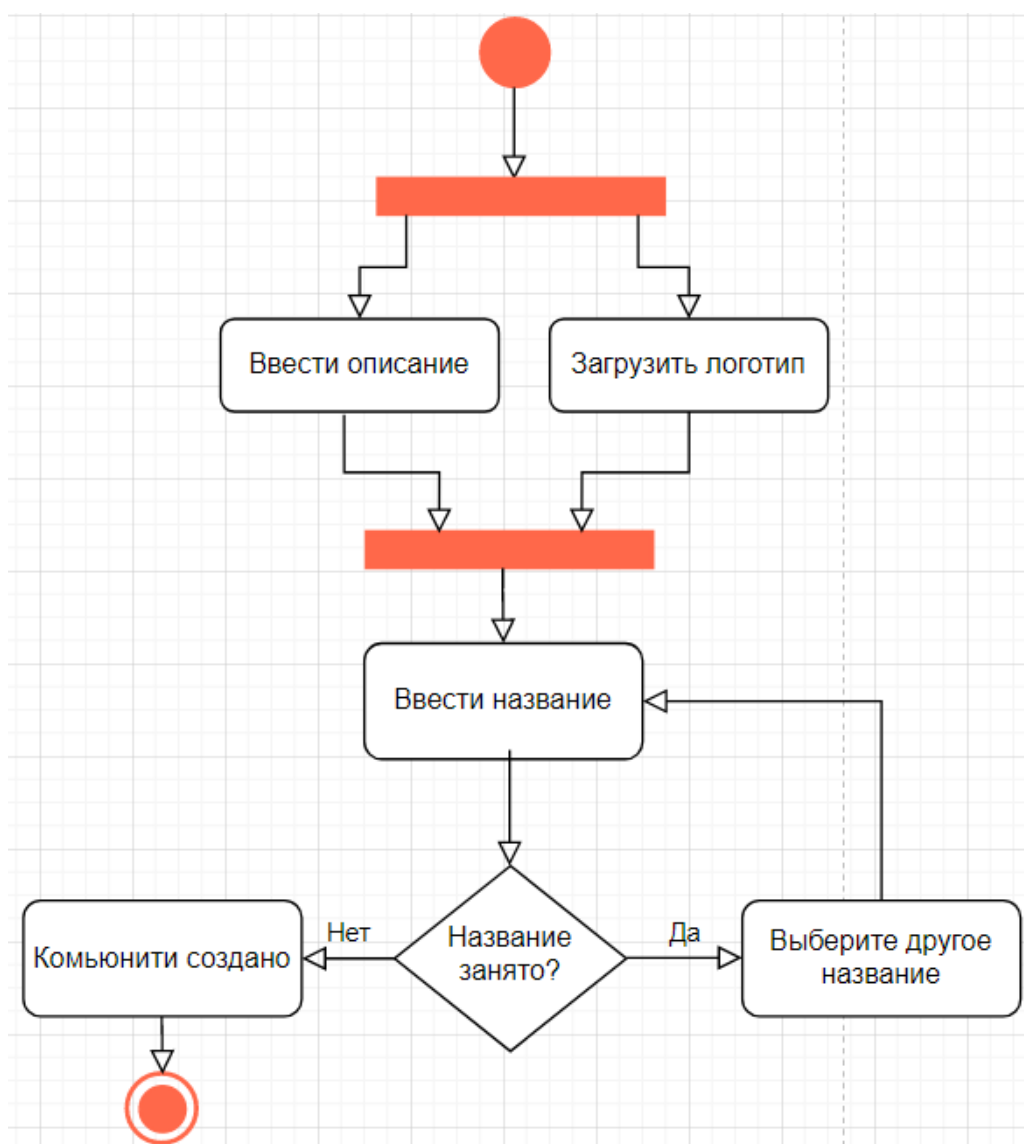 Ввести описание
Загрузить логотип
Ввести название
Комьюнити создано
Нет
Название
занято?
Да
Выберите другое
название